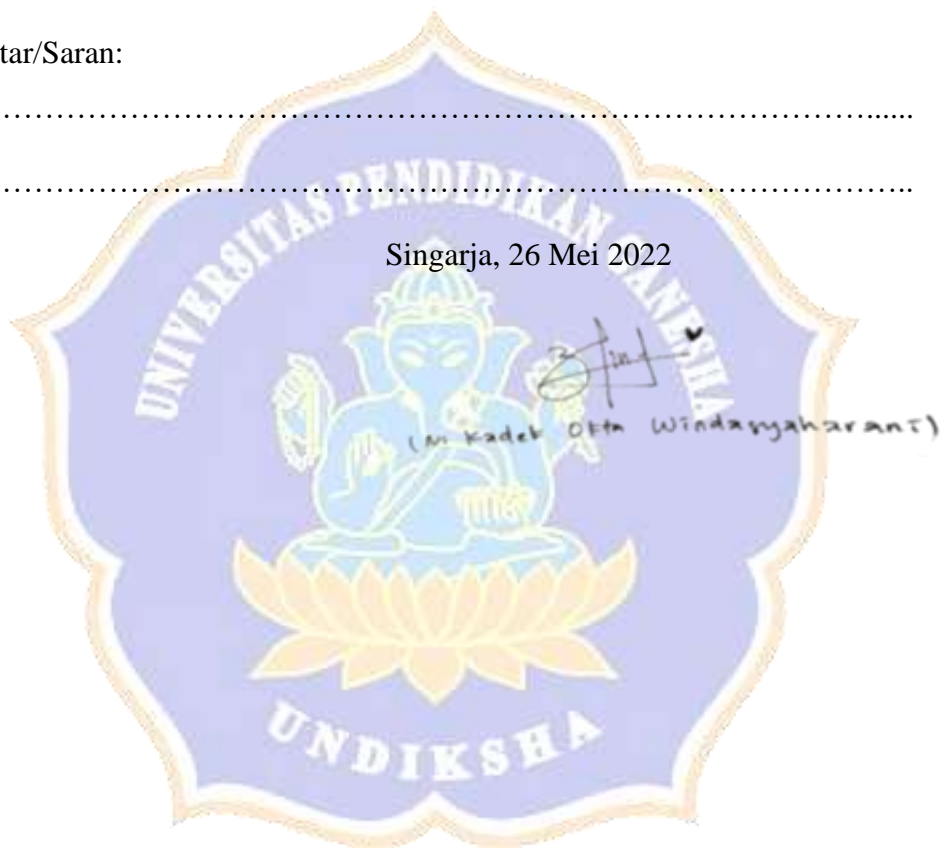 tar/Saran:
…………………………………………………………………………......
……………………………………………………………………………..
UNIVERSITAS PENDIDIKAN GANESHA
Singarja, 26 Mei 2022
(Ni Kadek Okta Windasyaharani)
UNDIKSHA